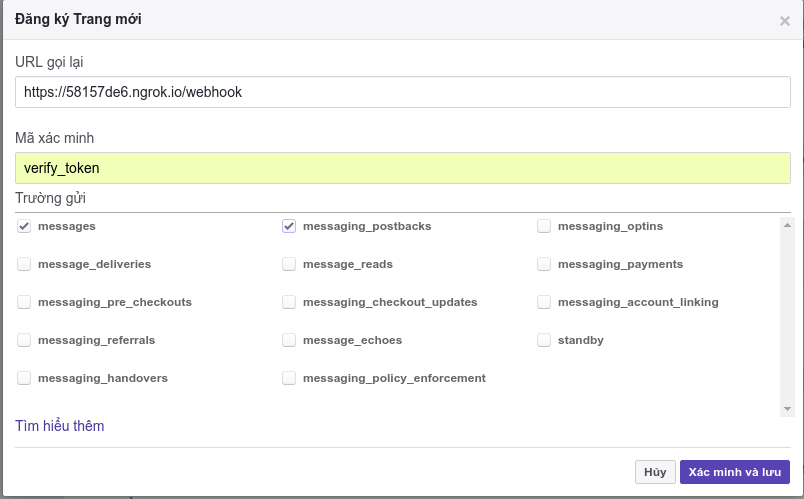 Đăng ký Trang mới
URL gọi lại
https://58157de6.ngrok.io/webhook
Mã xác minh
verify_token
Trường gửi
messages messaging_postbacks messaging_optins
message_deliveries message_reads messaging_payments
messaging_pre_checkouts messaging_checkout_updates messaging_account_linking
messaging_referrals message_echoes standby
messaging_handovers messaging_policy_enforcement
Tìm hiểu thêm
Hủy Xác minh và lưu